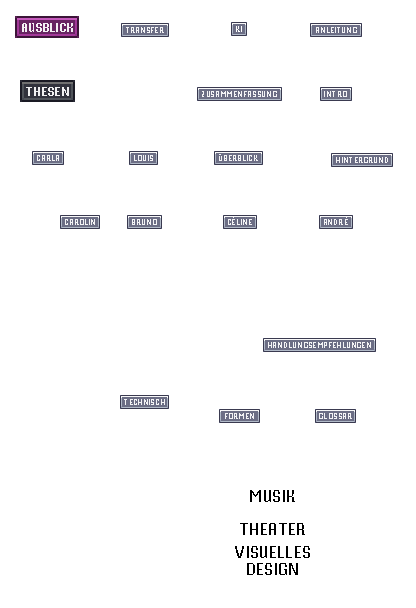 AUSBLICK
TRANSFER
KI
ANLEITUNG
THESEN
ZUSAMMENFASSUNG
INTRO
CARLA
LOUIS
ÜBERBLICK
HINTERGRUND
CAROLIN
BRUNO
CÉLINE
ANDRÉ
HANDLUNGSEMPFEHLUNGEN
TECHNISCH
FORMEN
GLOSSAR
MUSIK
THEATER
VISUELLES
DESIGN